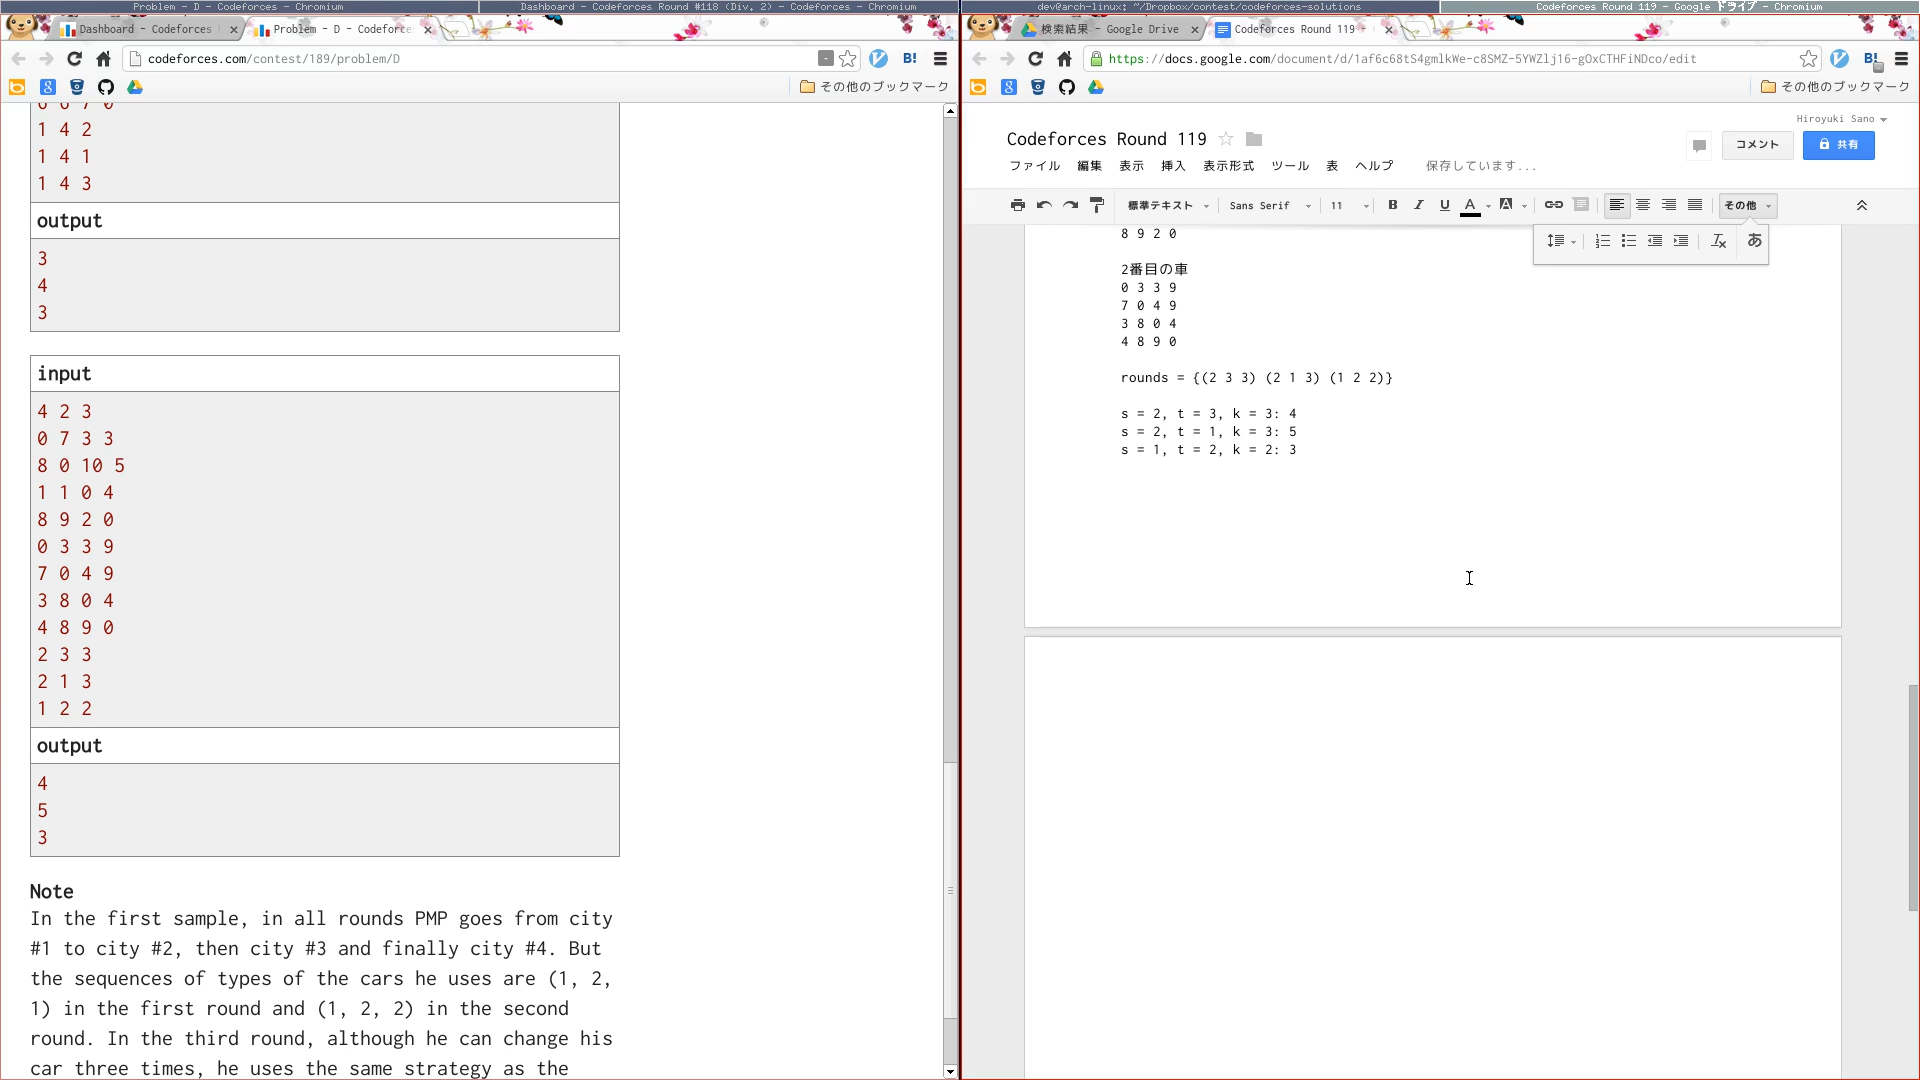 Problem - D - Codeforces - Chromium
Dashboard - Codeforces Round #118 (Div. 2) - Codeforces - Chromium
dev@arch-linux: ~/Dropbox/contest/codeforces-solutions
Codeforces Round 119 - Google ドライブ - Chromium
Dashboard - Codeforces
Problem - D - Codeforce
検索結果 - Google Drive
Codeforces Round 119 -
codeforces.com/contest/189/problem/D
B!
https://docs.google.com/document/d/1af6c68tS4gmlkWe-c8SMZ-5YWZlj16-gOxCTHFiNDco/edit
B!
その他のブックマーク
その他のブックマーク
6 6 7 0
1 4 2
1 4 1
1 4 3
output
3
4
3
input
4 2 3
0 7 3 3
8 0 10 5
1 1 0 4
8 9 2 0
0 3 3 9
7 0 4 9
3 8 0 4
4 8 9 0
2 3 3
2 1 3
1 2 2
output
4
5
3
Note
In the first sample, in all rounds PMP goes from city
#1 to city #2, then city #3 and finally city #4. But
the sequences of types of the cars he uses are (1, 2,
1) in the first round and (1, 2, 2) in the second
round. In the third round, although he can change his
car three times, he uses the same strategy as the
Hiroyuki Sano
Codeforces Round 119
コメント
共有
ファイル 編集 表示 挿入 表示形式 ツール 表 ヘルプ 保存しています...
標準テキスト Sans Serif 11 B I U A A その他
あ
8 9 2 0
2番目の車
0 3 3 9
7 0 4 9
3 8 0 4
4 8 9 0
rounds = {(2 3 3) (2 1 3) (1 2 2)}
s = 2, t = 3, k = 3: 4
s = 2, t = 1, k = 3: 5
s = 1, t = 2, k = 2: 3